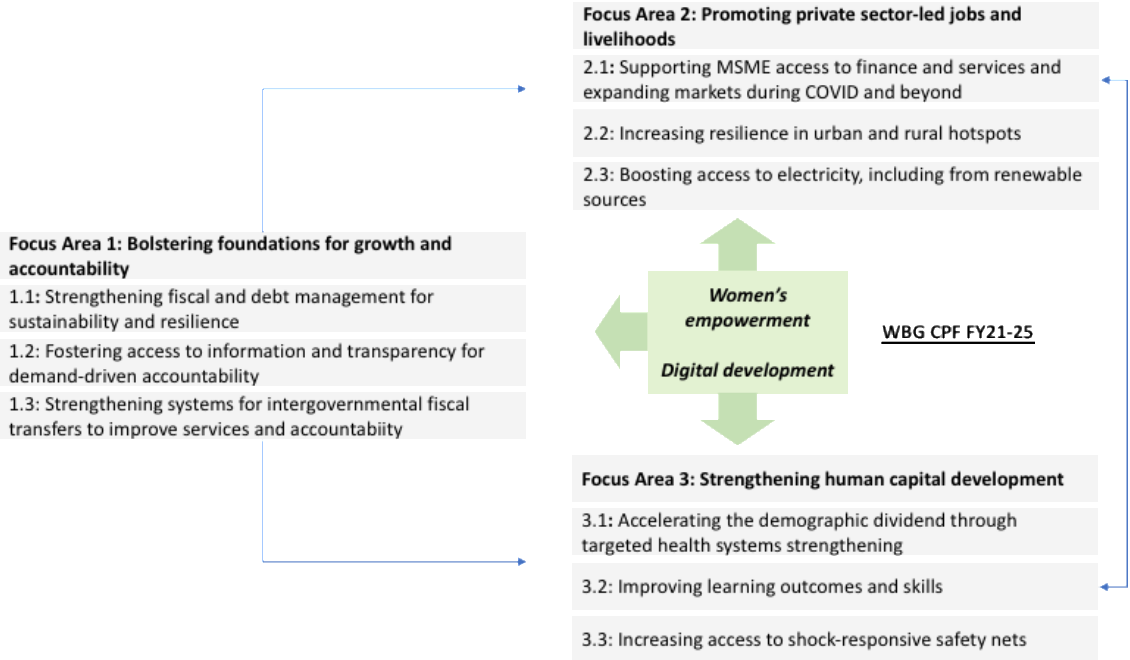 Focus Area 2: Promoting private sector-led jobs and
livelihoods
2.1: Supporting MSME access to finance and services and
expanding markets during COVID and beyond
2.2: Increasing resilience in urban and rural hotspots
2.3: Boosting access to electricity, including from renewable
sources
Focus Area 1: Bolstering foundations for growth and
accountability
1.1: Strengthening fiscal and debt management for
sustainability and resilience
1.2: Fostering access to information and transparency for
demand-driven accountability
1.3: Strengthening systems for intergovernmental fiscal
transfers to improve services and accountabiity
Women's
empowerment
Digital development
WBG CPF FY21-25
Focus Area 3: Strengthening human capital development
3.1: Accelerating the demographic dividend through
targeted health systems strengthening
3.2: Improving learning outcomes and skills
3.3: Increasing access to shock-responsive safety nets